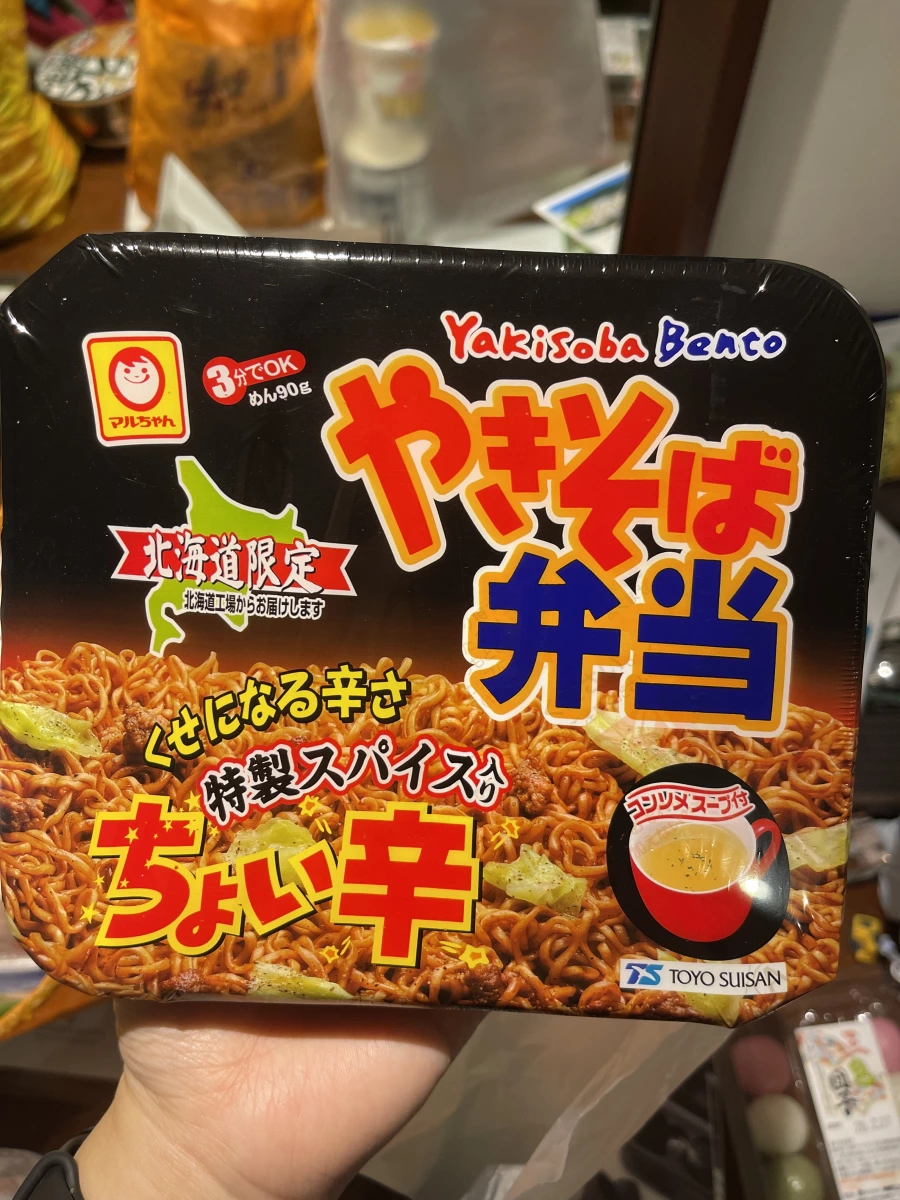 Yakisoba Bento
マルちゃん
3分でOK
めん90g
やきそば
弁当
北海道限定
北海道工場からお届けします
くせになる辛さ
特製スパイス入り
ちょい辛
コンソメスープ付
TS TOYO SUISAN